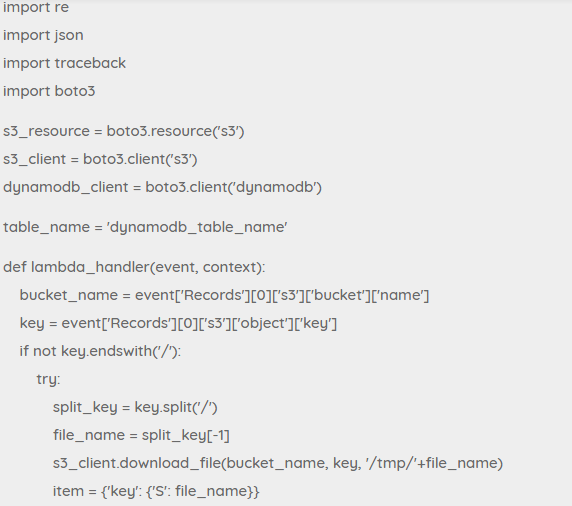 import re
import json
import traceback
import boto3
s3_resource = boto3.resource('s3')
s3_client = boto3.client('s3')
dynamodb_client = boto3.client('dynamodb')
table_name = 'dynamodb_table_name'
def lambda_handler(event, context):
    bucket_name = event['Records'][0]['s3']['bucket']['name']
    key = event['Records'][0]['s3']['object']['key']
    if not key.endswith('/'):
        try:
            split_key = key.split('/')
            file_name = split_key[-1]
            s3_client.download_file(bucket_name, key, '/tmp/'+file_name)
            item = {'key': {'S': file_name}}